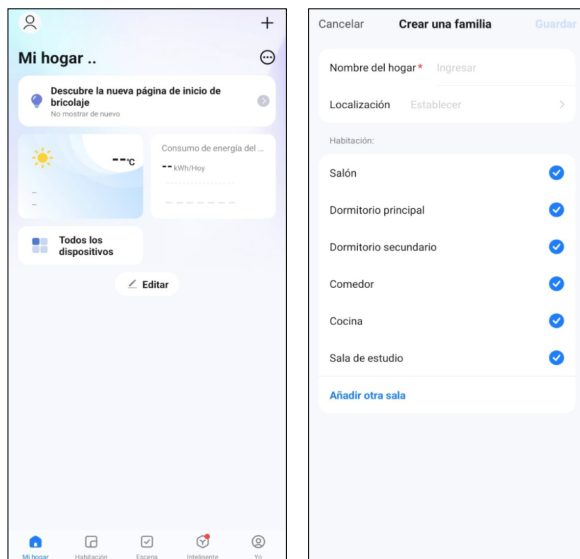 Mi hogar ..
Descubre la nueva página de inicio de
bricolaje
No mostrar de nuevo
--°C
Consumo de energía del ...
-- kWh/Hoy
Todos los
dispositivos
Editar
Mi hogar Habitación Escena Inteligente Yo
Cancelar Crear una familia Guardar
Nombre del hogar * Ingresar
Localización Establecer
Habitación:
Salón
Dormitorio principal
Dormitorio secundario
Comedor
Cocina
Sala de estudio
Añadir otra sala